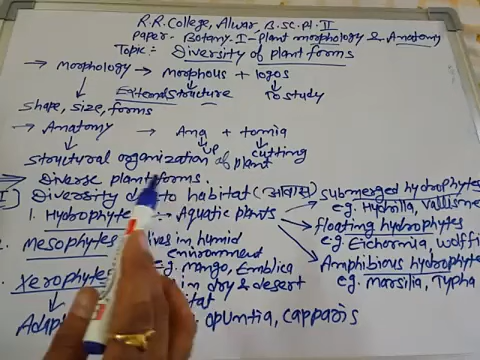 R.R. College, Alwar B.Sc. Pt. II
Paper:- Botany-I - Plant morphology & Anatomy
Topic:- Diversity of plant forms
→ Morphology → Morphous + logos
External structure To study
Shape, size, forms
→ Anatomy → Ana + tomia
up cutting
Structural organization of plant
Diverse plant forms.
Diversity to habitat (आवास)
1. Hydrophyte Aquatic plants
submerged hydrophytes
e.g. Hydrilla, Vallisne
floating hydrophytes
e.g. Eichornia, wolffi
Amphibious hydrophyte
e.g. Marsilia, Typha
Mesophytes lives in humid
environment
e.g. Mango, Emblica
Xerophytes in dry & desert
opuntia, capparis